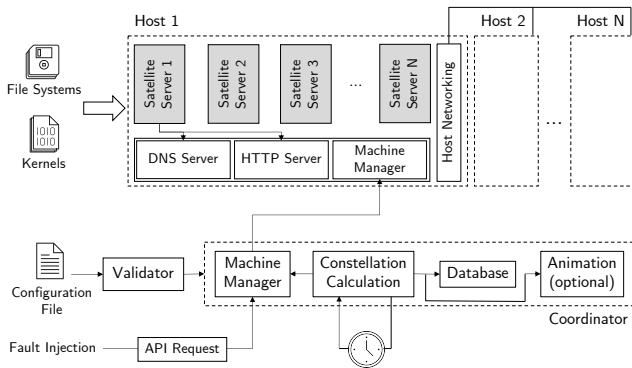 Host 1
Host 2
Host N
File Systems
Kernels
Satellite
Server 1
Satellite
Server 2
Satellite
Server 3
...
Satellite
Server N
Host Networking
...
DNS Server
HTTP Server
Machine
Manager
Configuration
File
Validator
Machine
Manager
Constellation
Calculation
Database
Animation
(optional)
Coordinator
Fault Injection
API Request